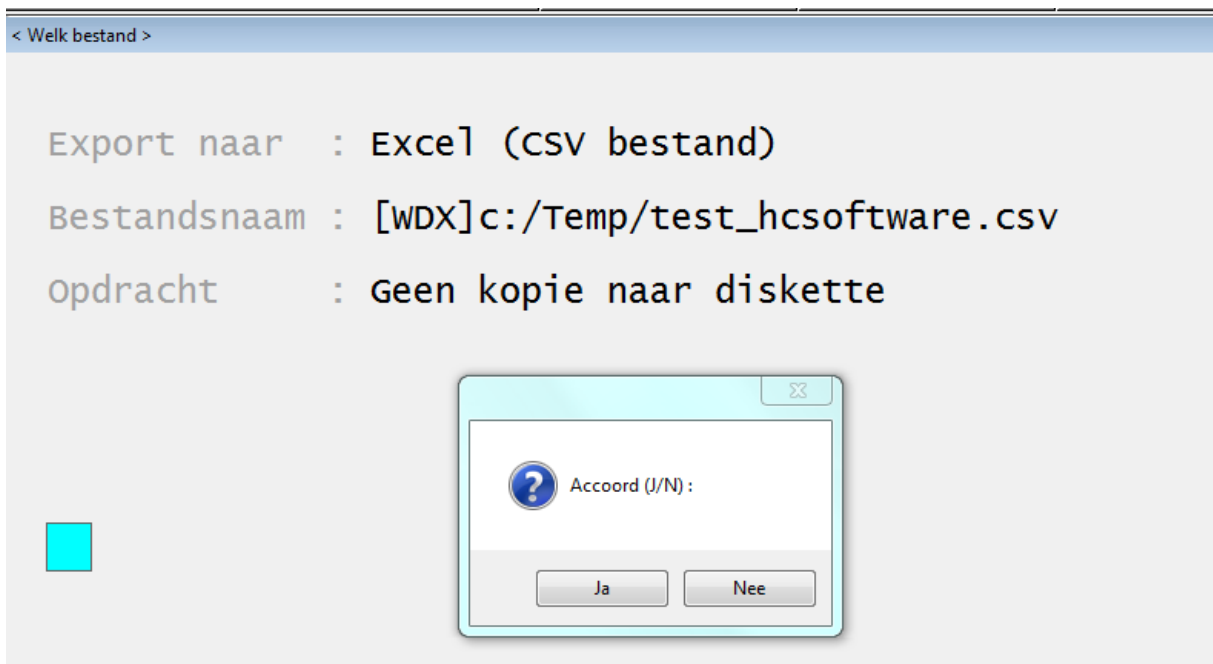 < Welk bestand >
Export naar : Excel (CSV bestand)
Bestandsnaam : [WDX]c:/Temp/test_hcsoftware.csv
Opdracht : Geen kopie naar diskette
Accoord (J/N) :
Ja Nee